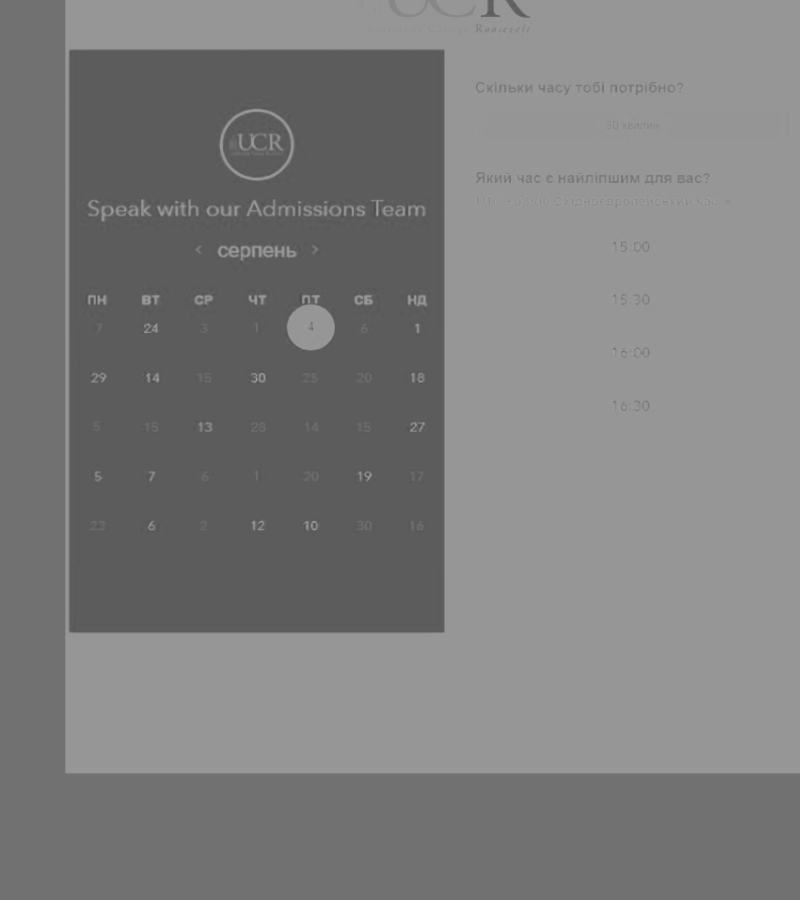 UCR
University College Roosevelt
UCR
Speak with our Admissions Team
< серпень >
ПН ВТ СР ЧТ ПТ СБ НД
7 24 3 1 4 6 1
29 14 15 30 25 20 18
5 15 13 28 14 15 27
5 7 6 1 20 19 17
23 6 2 12 10 30 16
Скільки часу тобі потрібно?
30 хвилин
Який час є найліпшим для вас?
Східноєвропейський час
15:00
15:30
16:00
16:30